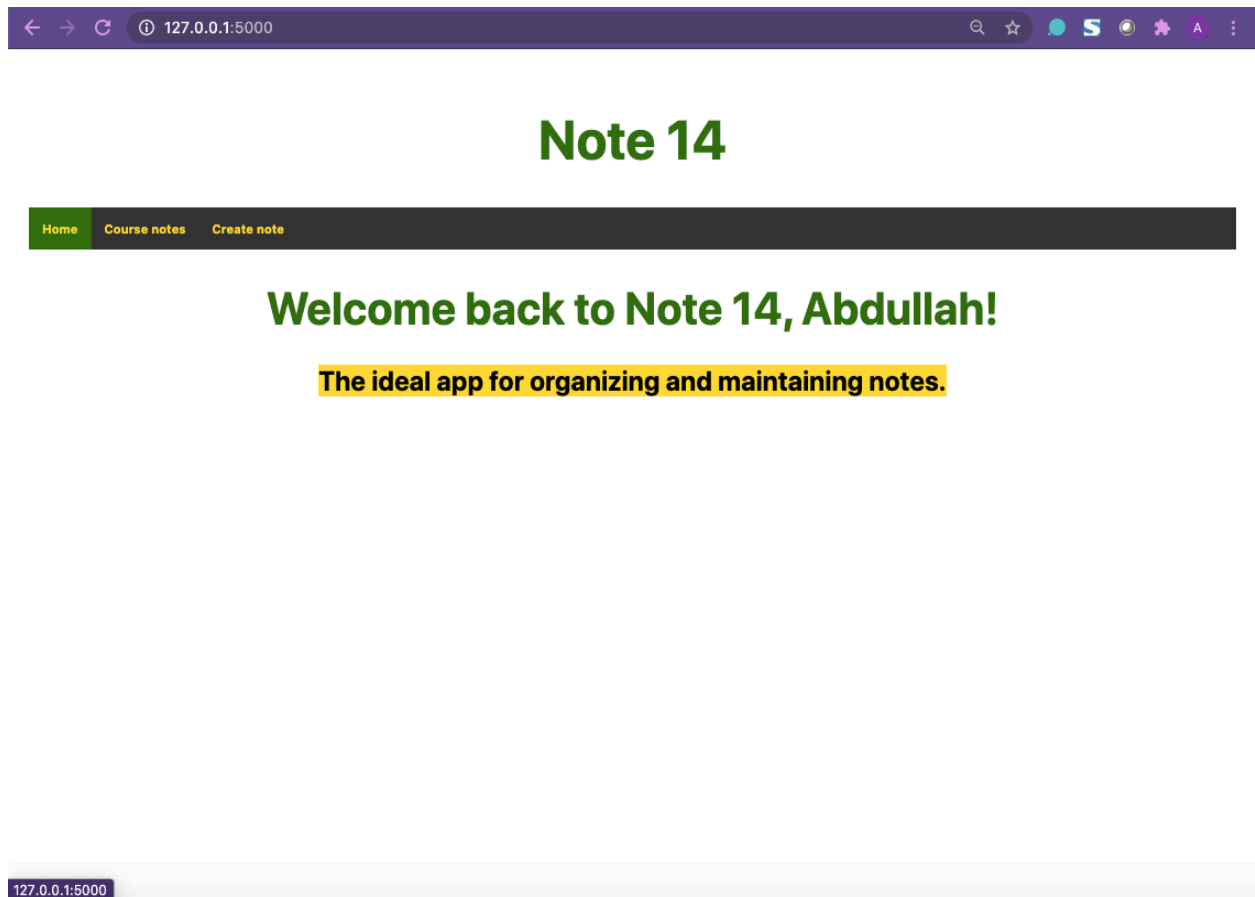 127.0.0.1:5000
S
A
Note 14
Home Course notes Create note
Welcome back to Note 14, Abdullah!
The ideal app for organizing and maintaining notes.
127.0.0.1:5000